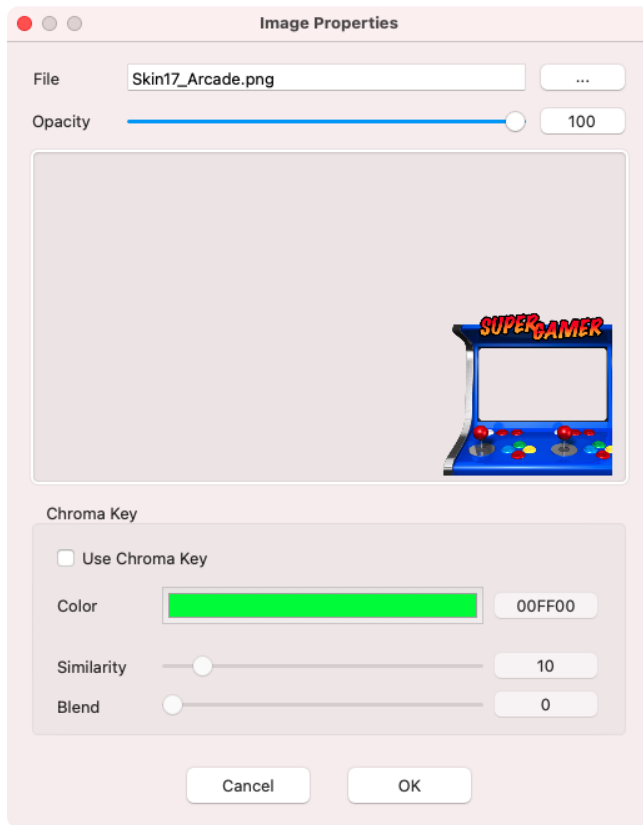 Image Properties
File Skin17_Arcade.png ...
Opacity 100
SUPER GAMER
Chroma Key
Use Chroma Key
Color 00FF00
Similarity 10
Blend 0
Cancel OK